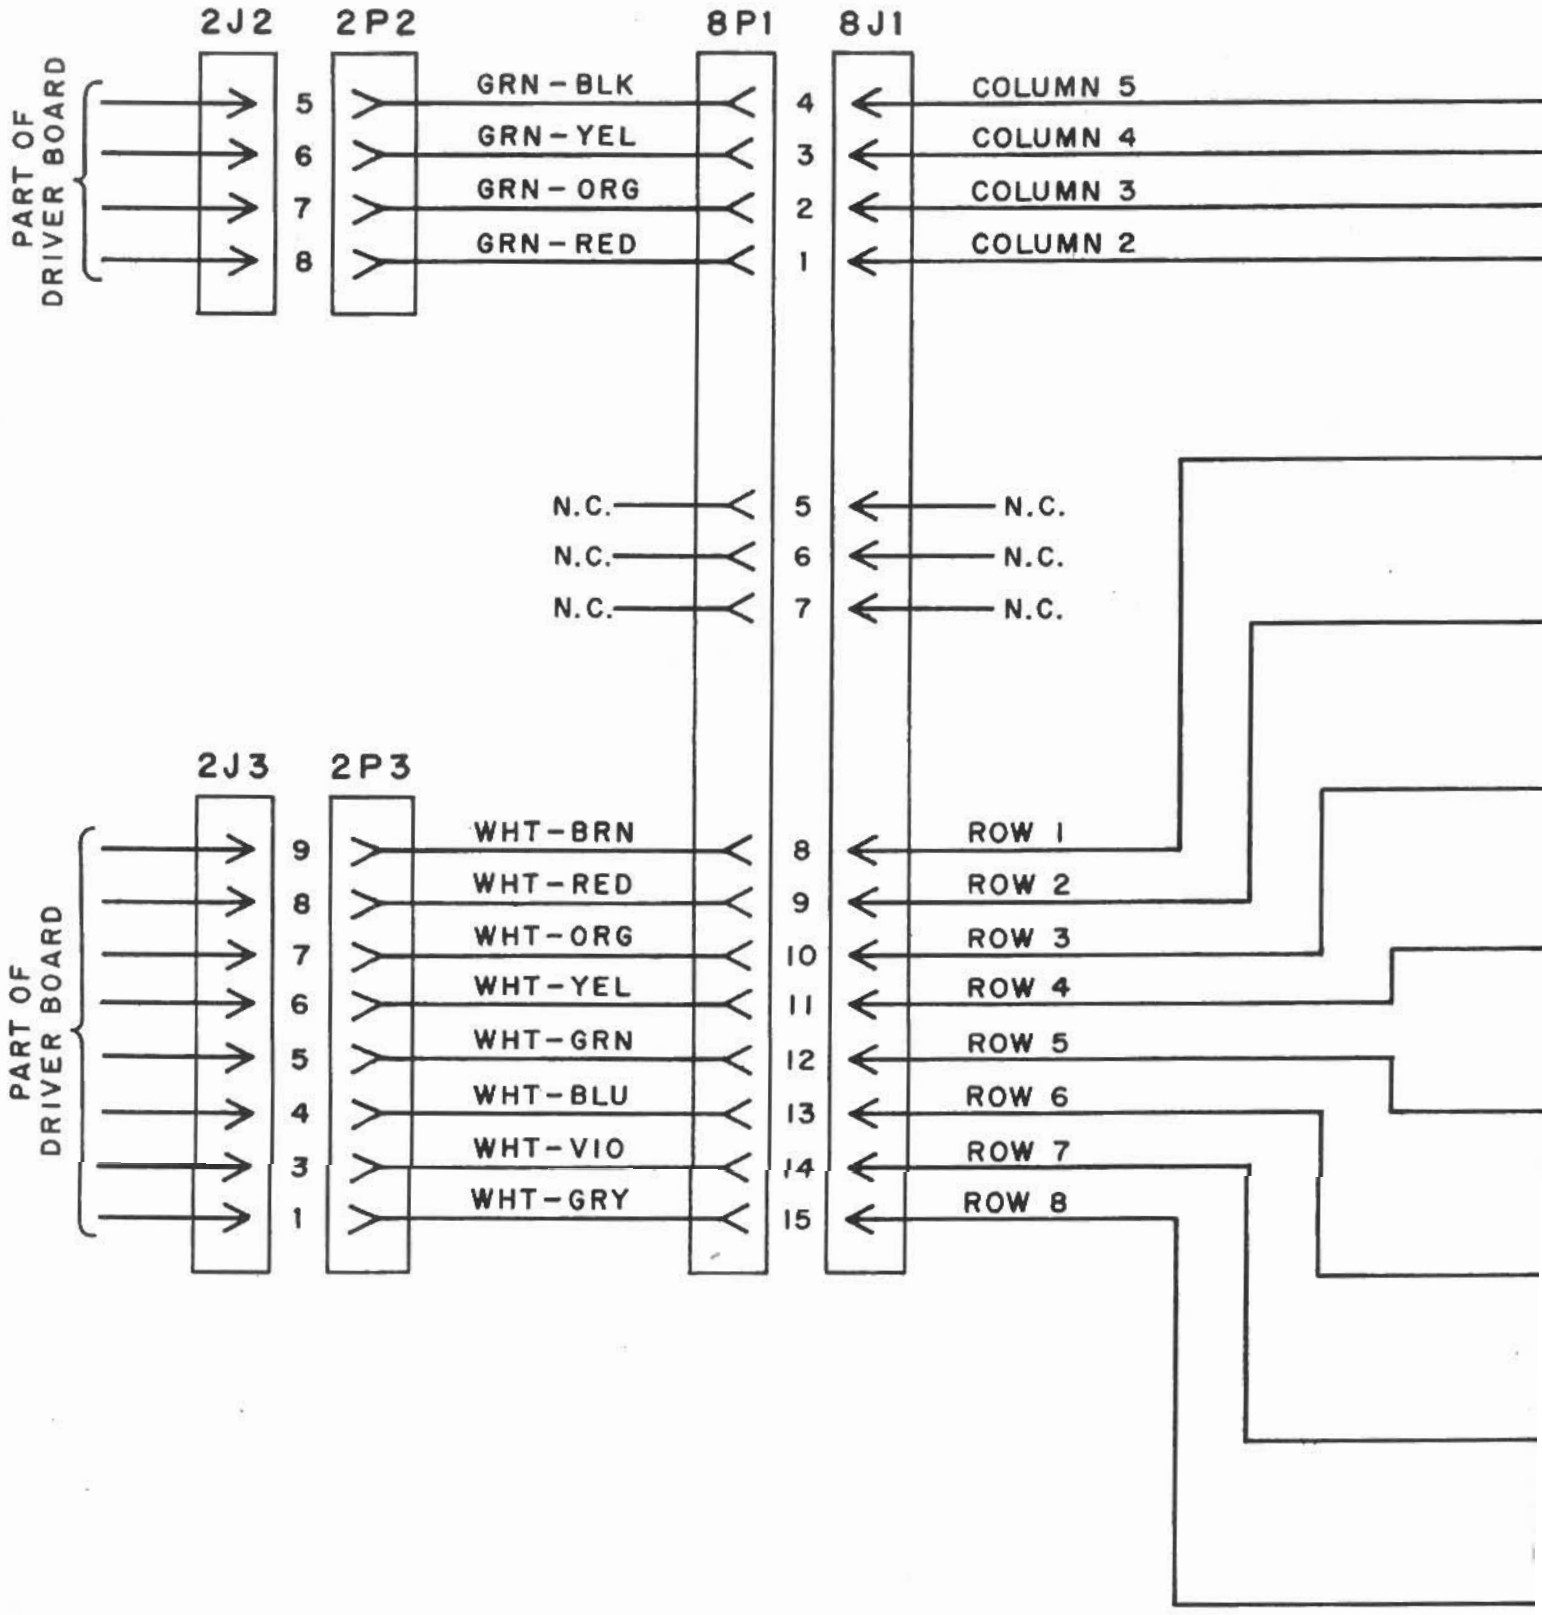 2J2 2P2 8P1 8J1
PART OF
DRIVER BOARD
5 GRN-BLK 4 COLUMN 5
6 GRN-YEL 3 COLUMN 4
7 GRN-ORG 2 COLUMN 3
8 GRN-RED 1 COLUMN 2
N.C. 5 N.C.
N.C. 6 N.C.
N.C. 7 N.C.
2J3 2P3
PART OF
DRIVER BOARD
9 WHT-BRN 8 ROW 1
8 WHT-RED 9 ROW 2
7 WHT-ORG 10 ROW 3
6 WHT-YEL 11 ROW 4
5 WHT-GRN 12 ROW 5
4 WHT-BLU 13 ROW 6
3 WHT-VIO 14 ROW 7
1 WHT-GRY 15 ROW 8